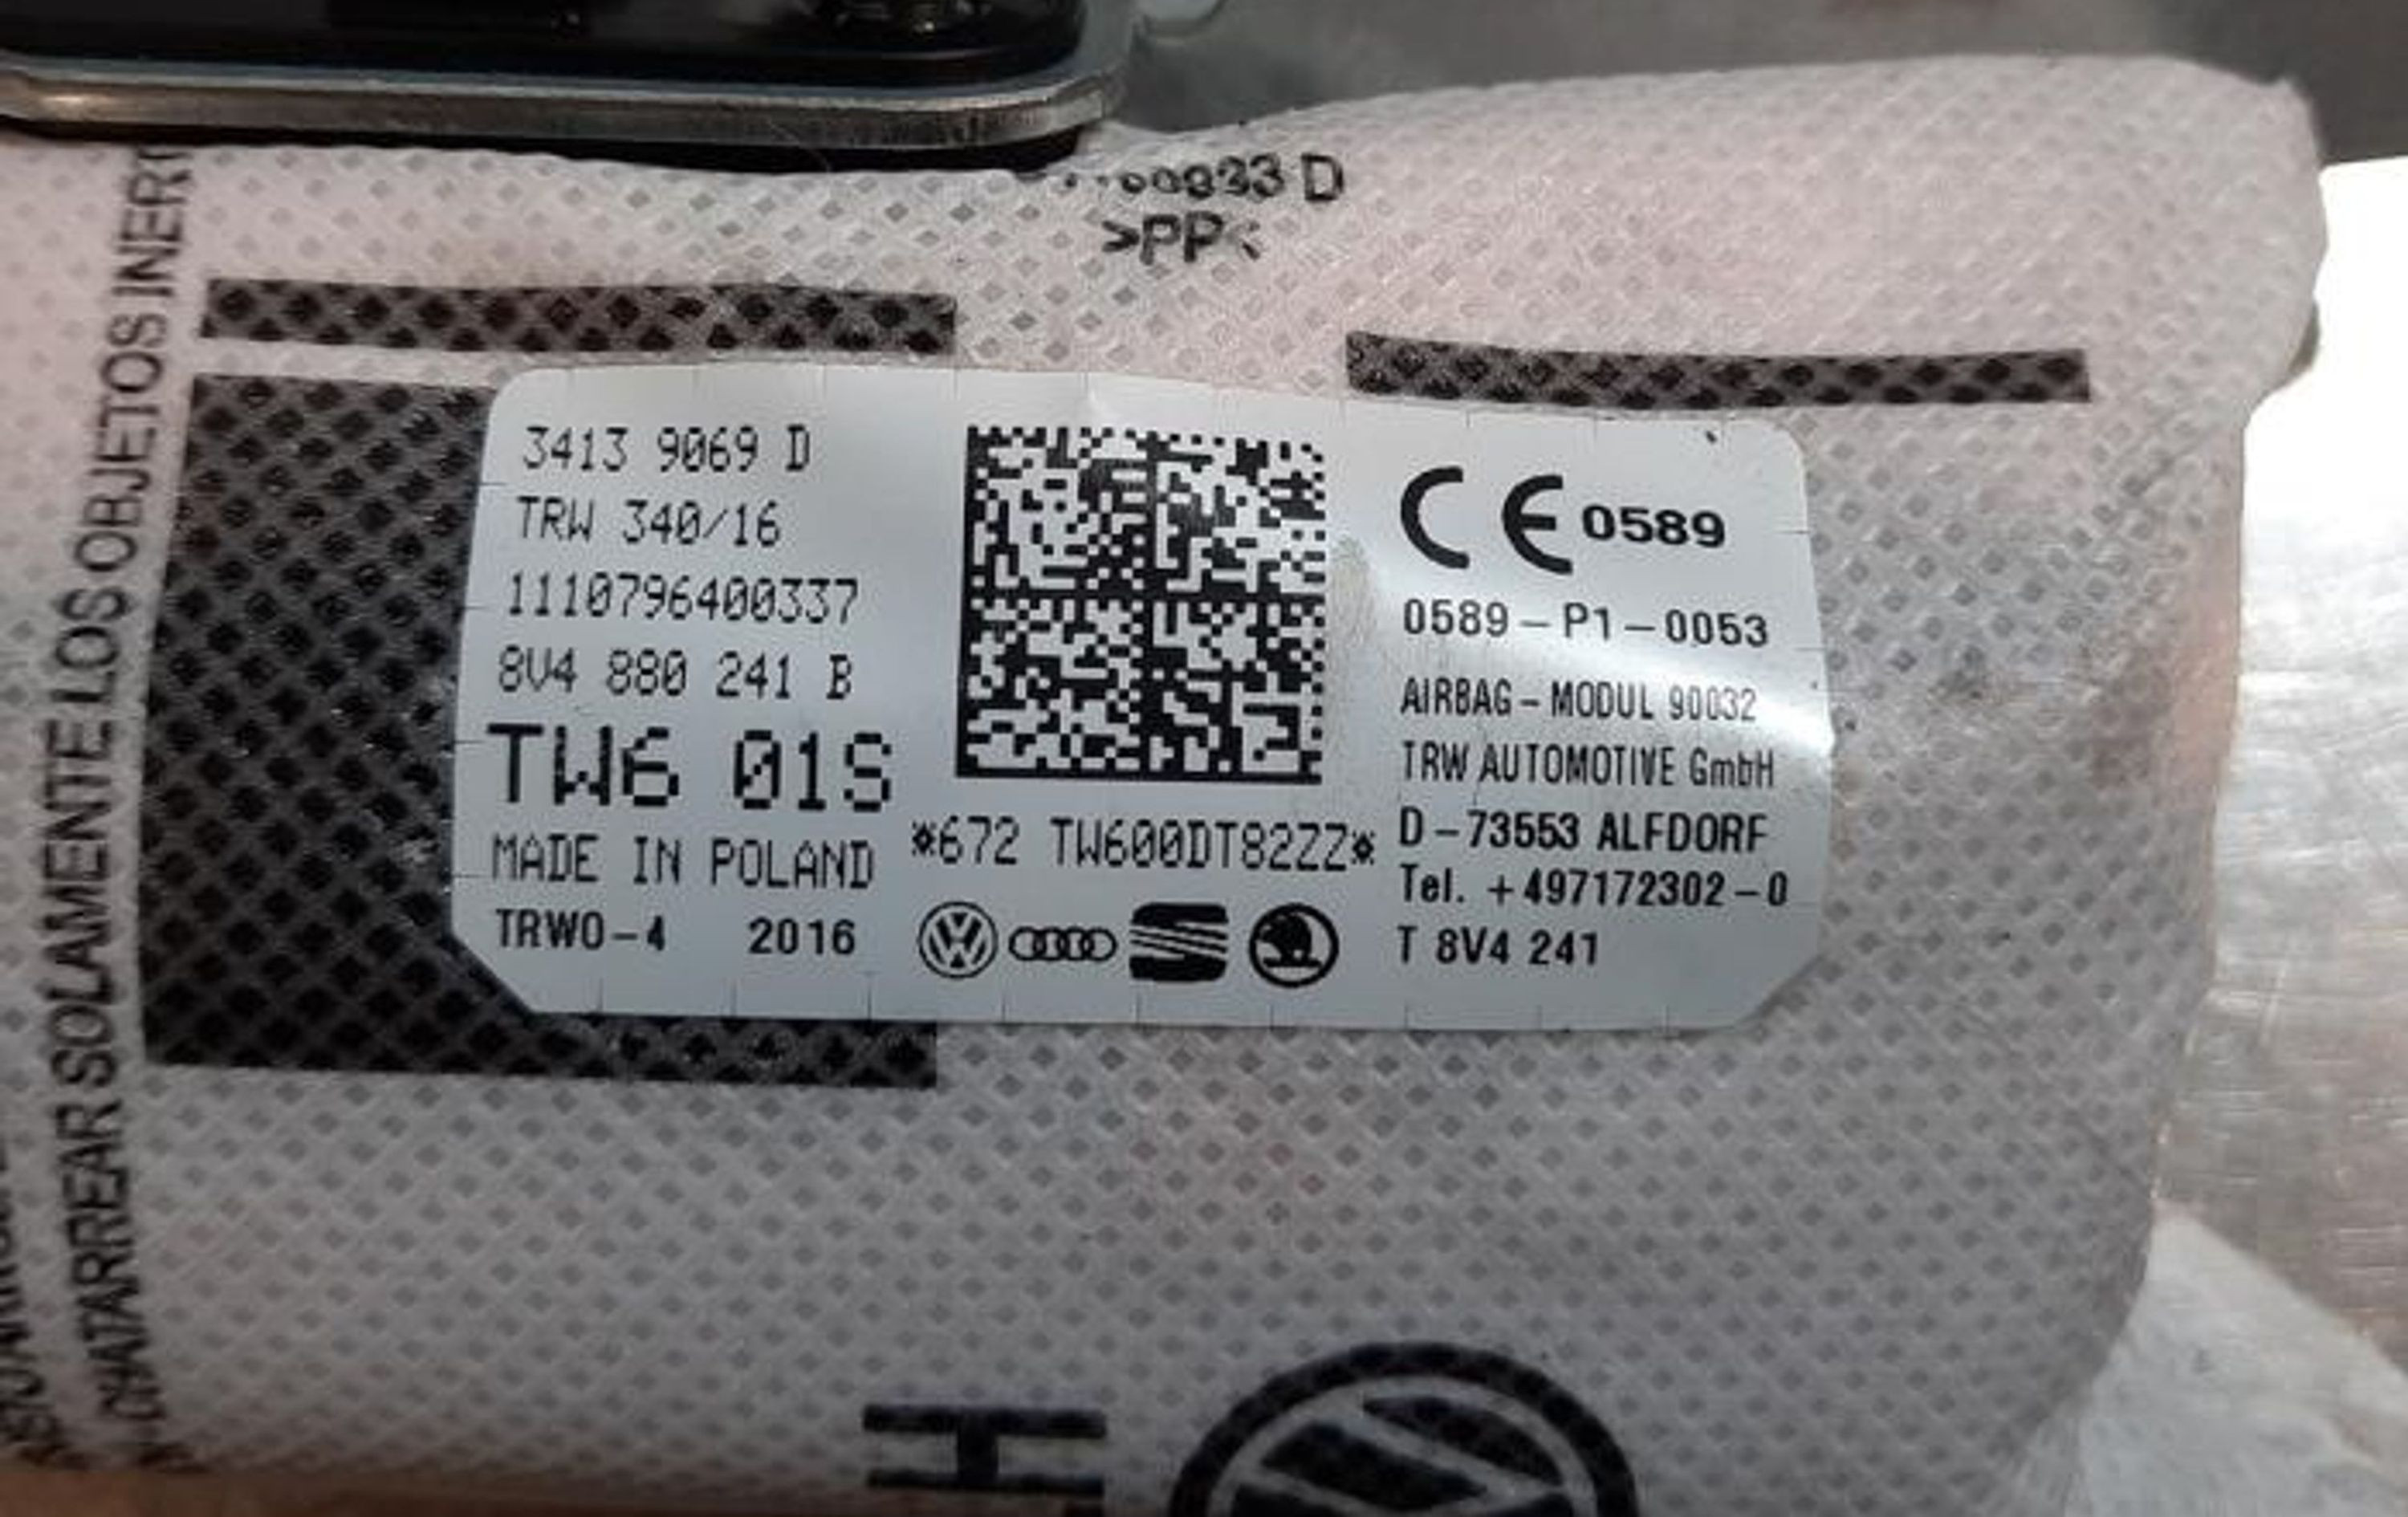 >PP<
3413 9069 D
TRW 340/16
1110796400337
8V4 880 241 B
TW6 01S
MADE IN POLAND
TRWO-4 2016
*672 TW600DT82ZZ*
CE 0589
0589-P1-0053
AIRBAG-MODUL 90032
TRW AUTOMOTIVE GmbH
D-73553 ALFDORF
Tel. +497172302-0
T 8V4 241
SOLAMENTE LOS OBJETOS
H